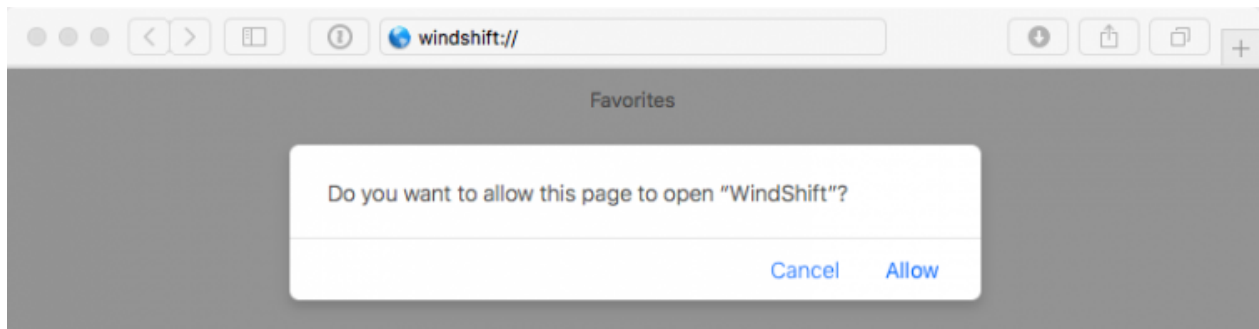 windshift://
Favorites
Do you want to allow this page to open "WindShift"?
Cancel Allow